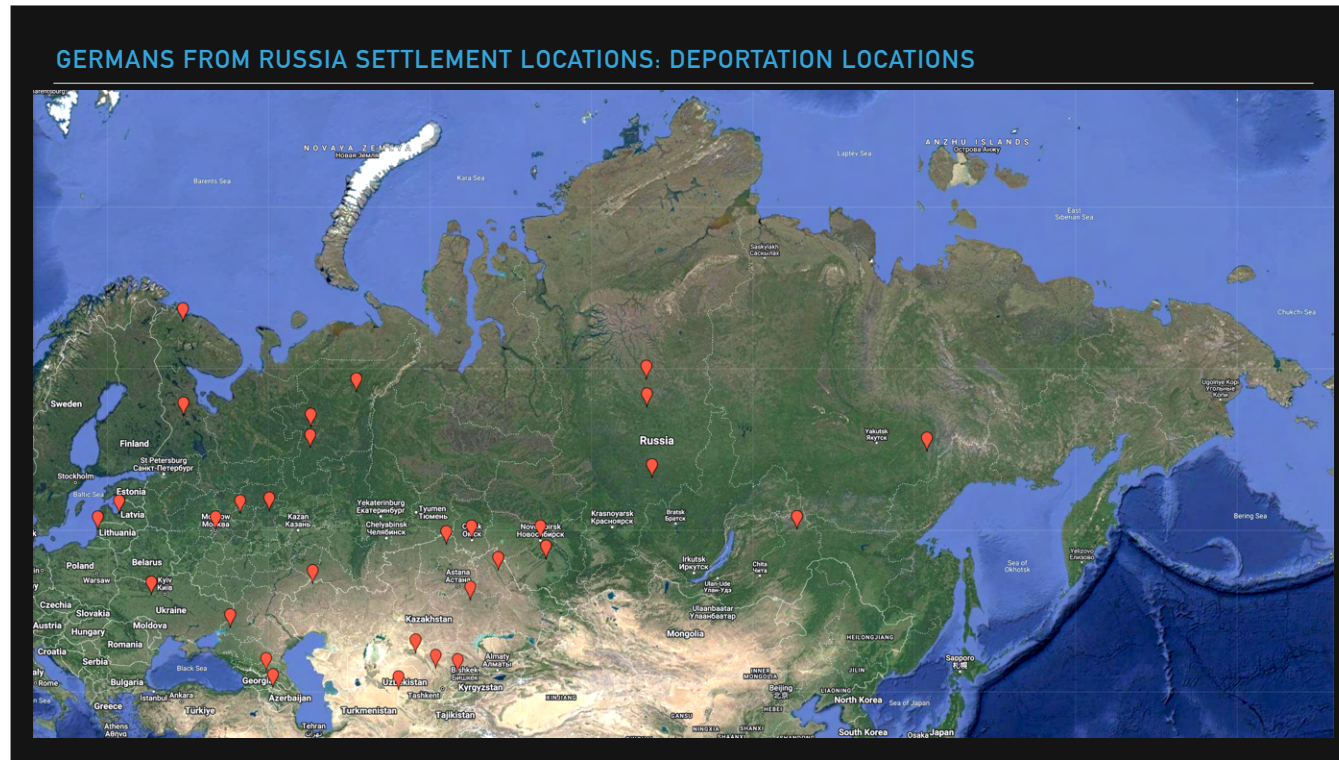 GERMANS FROM RUSSIA SETTLEMENT LOCATIONS: DEPORTATION LOCATIONS
NOVAYA ZEMLYA
Новая Земля
Barents Sea
Kara Sea
Laptev Sea
ANZHU ISLANDS
Острова Анжу
East
Siberian Sea
Chukchi Sea
Saskylakh
Саскылах
Ugolnye Kopi
Угольные
Копи
Sweden
Finland
St Petersburg
Санкт-Петербург
Stockholm
Baltic Sea
Estonia
Latvia
Lithuania
Москва
Kazan
Казань
Yekaterinburg
Екатеринбург
Tyumen
Тюмень
Chelyabinsk
Челябинск
Омск
Новосибирск
Krasnoyarsk
Красноярск
Bratsk
Братск
Russia
Yakutsk
Якутск
Irkutsk
Иркутск
Chita
Чита
Ulan-Ude
Улан-Удэ
Ulaanbaatar
Улаанбаатар
Mongolia
Yelizovo
Елизово
Sea of
Okhotsk
Bering Sea
Poland
Warsaw
Belarus
Kyiv
Київ
Ukraine
Czechia
Slovakia
Austria
Hungary
Moldova
Romania
Croatia
Serbia
Bulgaria
Black Sea
Rome
Greece
Athens
Αθήνα
Istanbul
Ankara
Türkiye
Georgia
Azerbaijan
Tehran
Astana
Астана
Kazakhstan
Almaty
Алматы
Bishkek
Бишкек
Kyrgyzstan
Uzbekistan
Tashkent
Turkmenistan
Tajikistan
XINJIANG
GANSU
NINGXIA
SHANXI
INNER
MONGOLIA
Beijing
北京
HEBEI
LIAONING
JILIN
HEILONGJIANG
North Korea
South Korea
Sea of Japan
Sapporo
札幌
Osaka
Japan